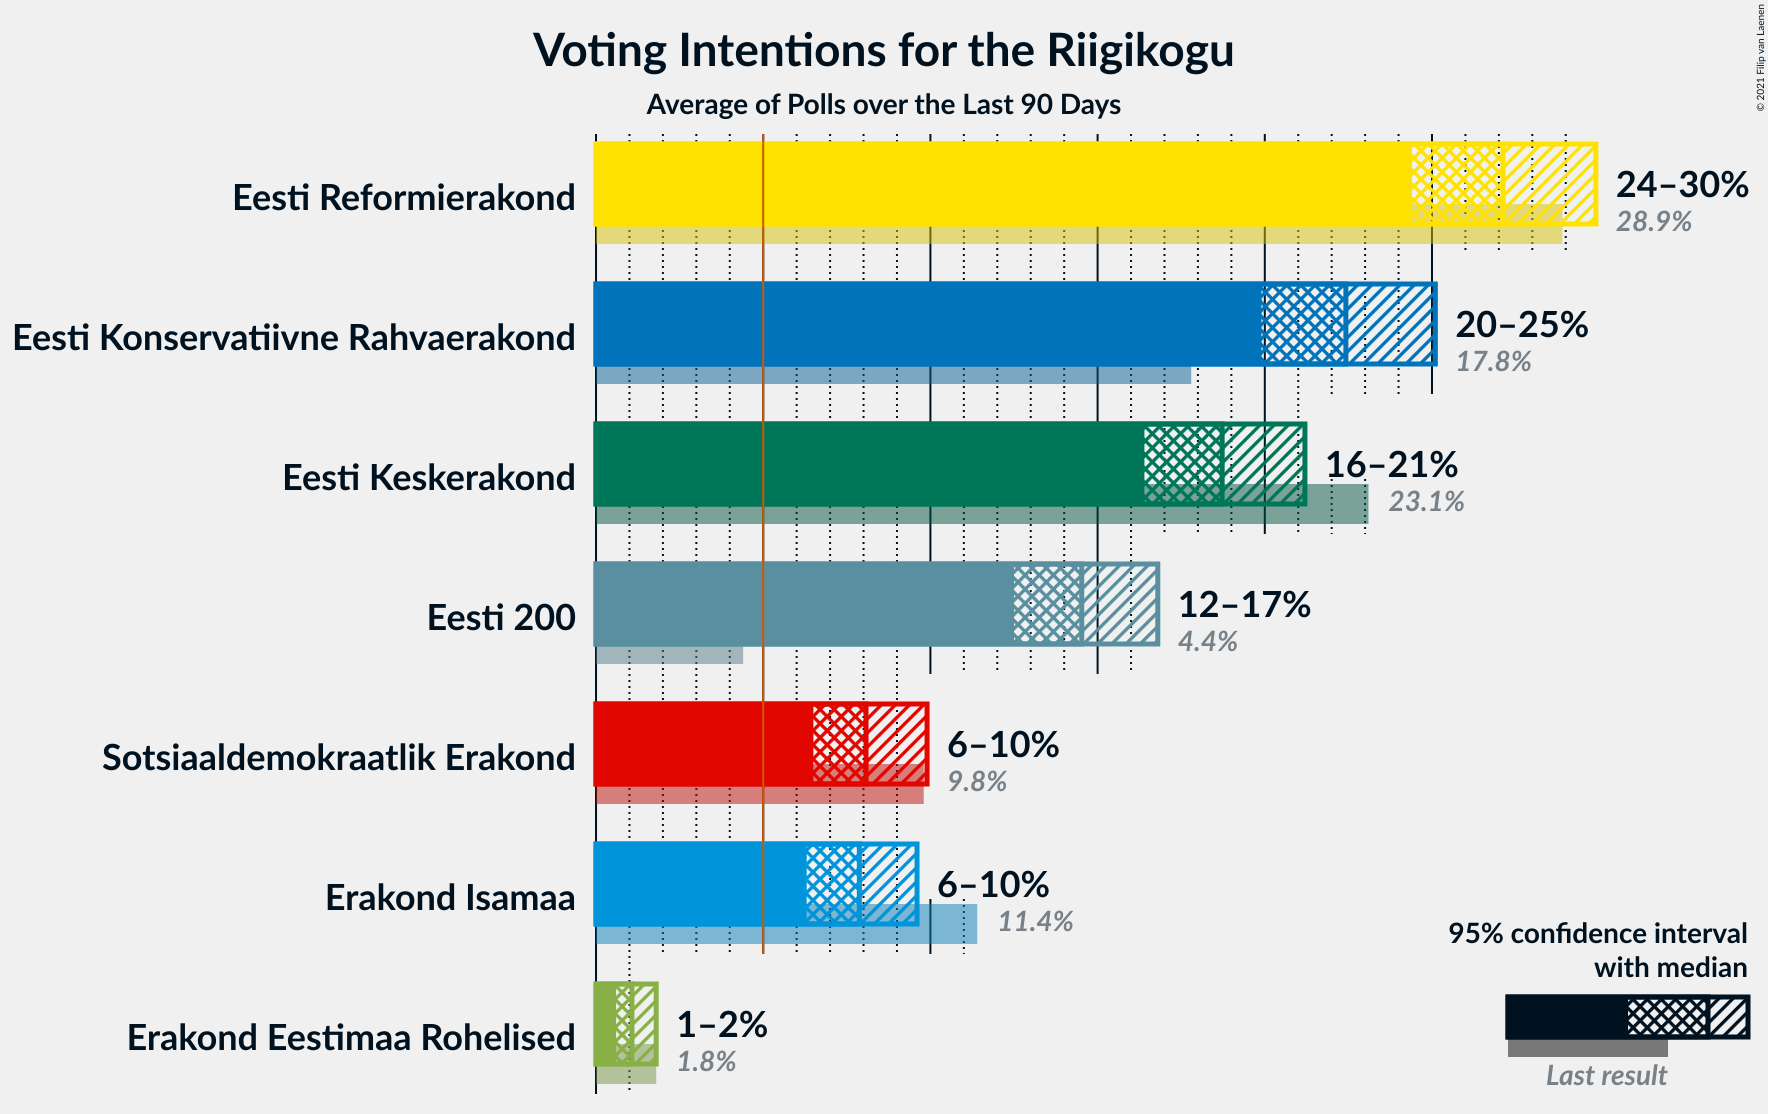 Voting Intentions for the Riigikogu
Average of Polls over the Last 90 Days
© 2021 Filip van Laenen
Eesti Reformierakond
24–30%
28.9%
Eesti Konservatiivne Rahvaerakond
20–25%
17.8%
Eesti Keskerakond
16–21%
23.1%
Eesti 200
12–17%
4.4%
Sotsiaaldemokraatlik Erakond
6–10%
9.8%
Erakond Isamaa
6–10%
11.4%
Erakond Eestimaa Rohelised
1–2%
1.8%
95% confidence interval
with median
Last result